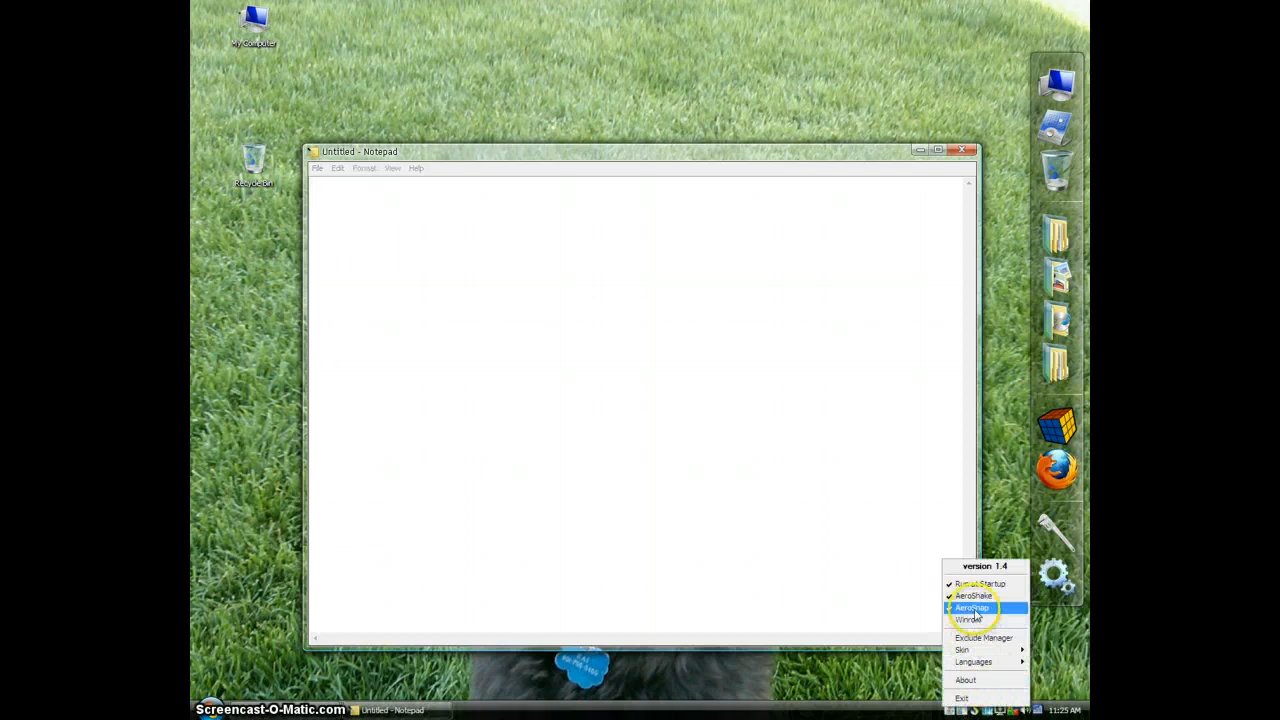 My Computer
Recycle Bin
Untitled - Notepad
File Edit Format View Help
version 1.4
Run at Startup
AeroShake
AeroSnap
Exclude Manager
Skin
Languages
About
Exit
Screencast-O-Matic.com
Untitled - Notepad
11:25 AM